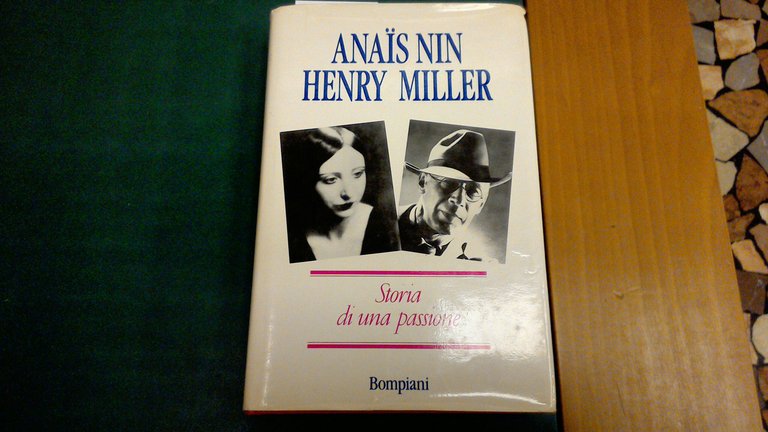 ANAÏS NIN
HENRY MILLER
Storia
di una passione
Bompiani